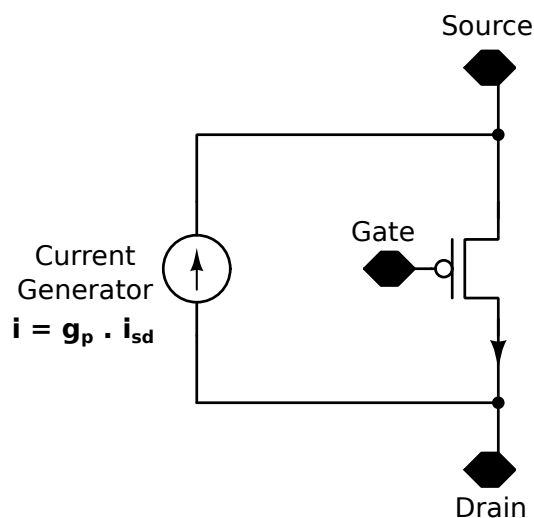 Source
Gate
Current
Generator
i = gp . isd
Drain